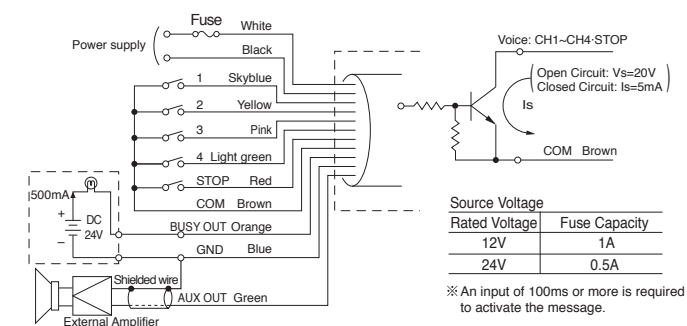 Fuse
White
Power supply
Black
1 Skyblue
2 Yellow
3 Pink
4 Light green
STOP Red
COM Brown
500mA
+
DC
24V
−
BUSY OUT Orange
GND Blue
Shielded wire
AUX OUT Green
External Amplifier
Voice: CH1~CH4·STOP
Open Circuit: Vs=20V
Closed Circuit: Is=5mA
Is
COM Brown
Source Voltage
Rated Voltage Fuse Capacity
12V 1A
24V 0.5A
※ An input of 100ms or more is required
to activate the message.